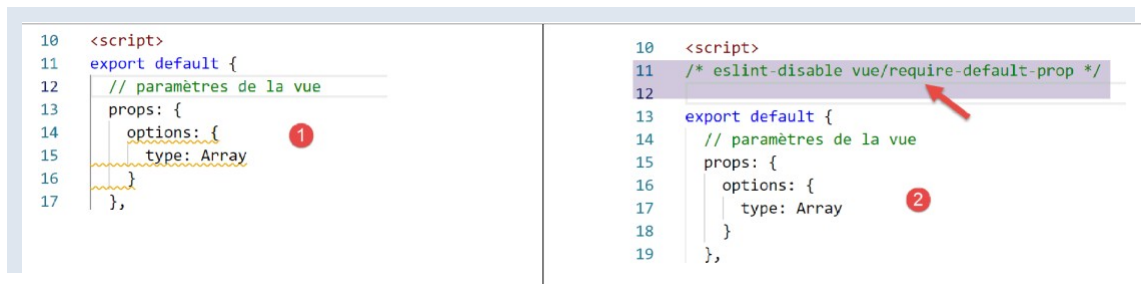 10 <script>
11 export default {
12 // paramètres de la vue
13 props: {
14 options: {
15 type: Array
16 }
17 },
1
10 <script>
11 /* eslint-disable vue/require-default-prop */
12
13 export default {
14 // paramètres de la vue
15 props: {
16 options: {
17 type: Array
18 }
19 },
2